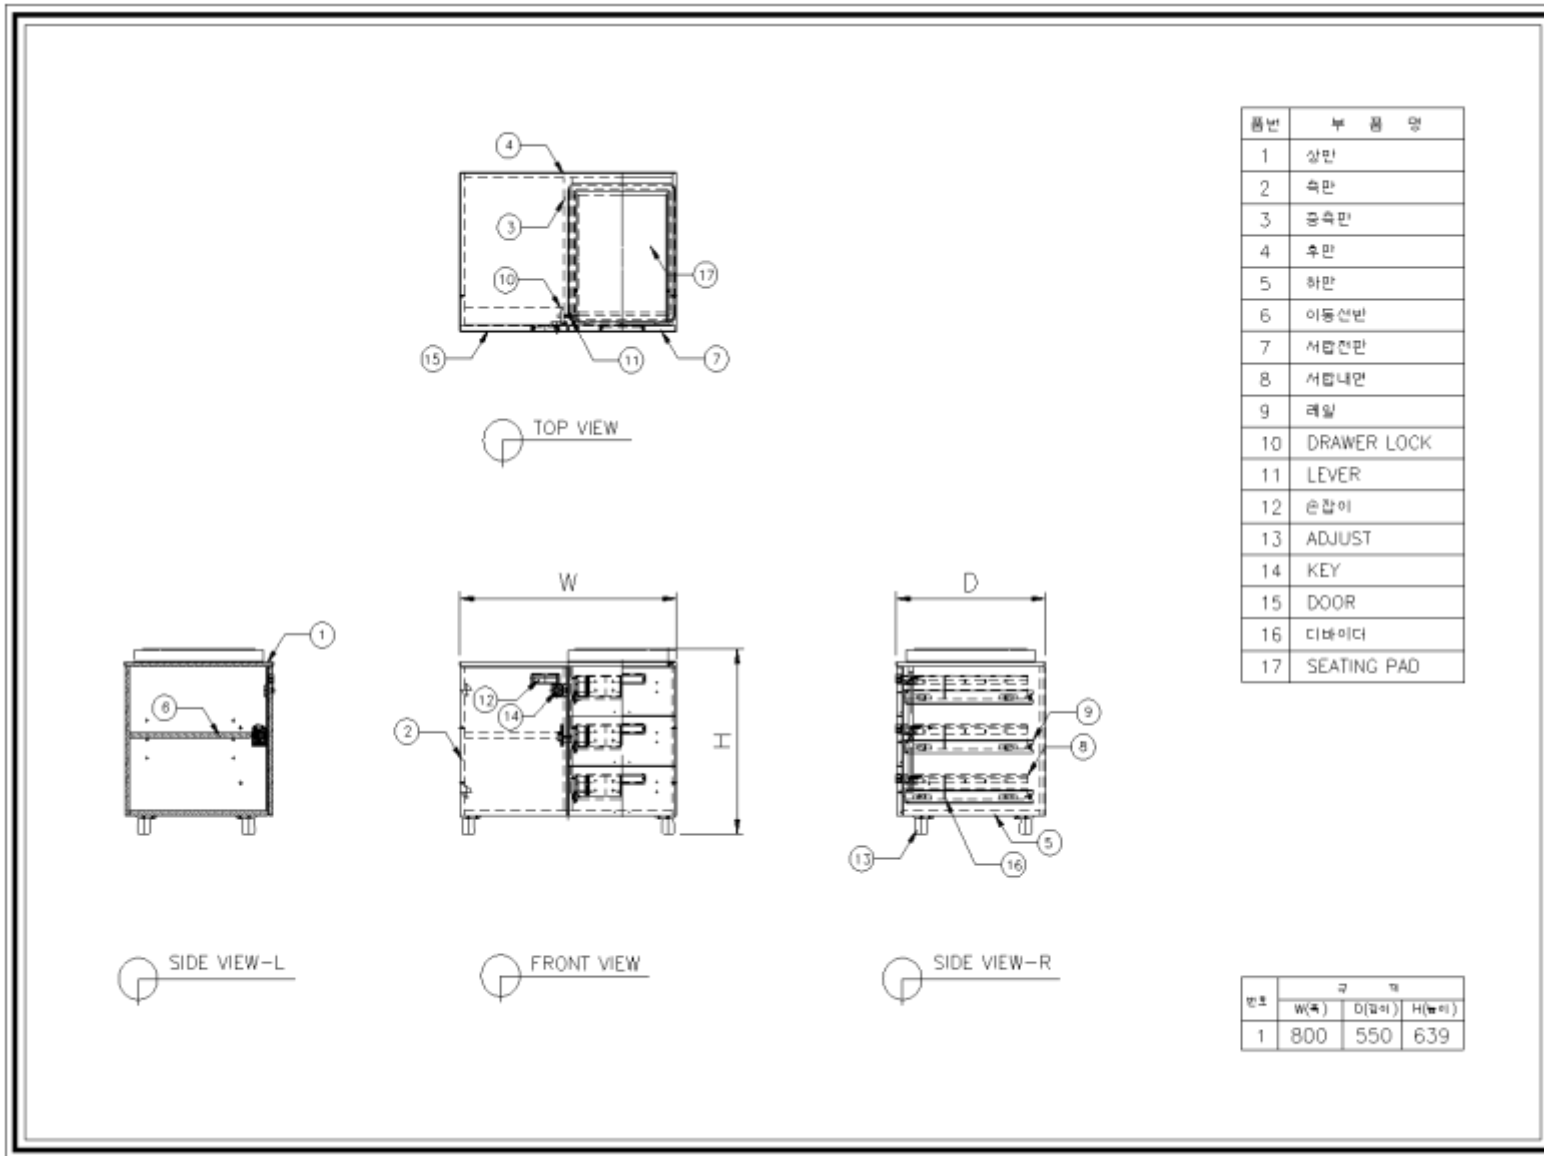 4
3
10
17
15
11
7
TOP VIEW
품번 부 품 명
1 상판
2 측판
3 중측판
4 후판
5 하판
6 이동선반
7 서랍전판
8 서랍내면
9 레일
10 DRAWER LOCK
11 LEVER
12 손잡이
13 ADJUST
14 KEY
15 DOOR
16 디바이더
17 SEATING PAD
W
D
1
6
2
12
14
H
9
8
13
16
5
SIDE VIEW-L
FRONT VIEW
SIDE VIEW-R
번호 규 격
W(폭) D(깊이) H(높이)
1 800 550 639